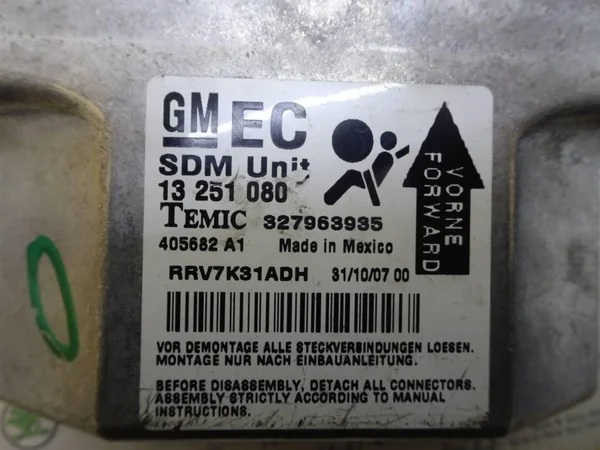 GM EC
SDM Unit
13 251 080
TEMIC 327963935
405682 A1 Made in Mexico
RRV7K31ADH 31/10/07 00
VORNE
FORWARD
VOR DEMONTAGE ALLE STECKVERBINDUNGEN LOESEN.
MONTAGE NUR NACH EINBAUANLEITUNG.
BEFORE DISASSEMBLY, DETACH ALL CONNECTORS.
ASSEMBLY STRICTLY ACCORDING TO MANUAL
INSTRUCTIONS.